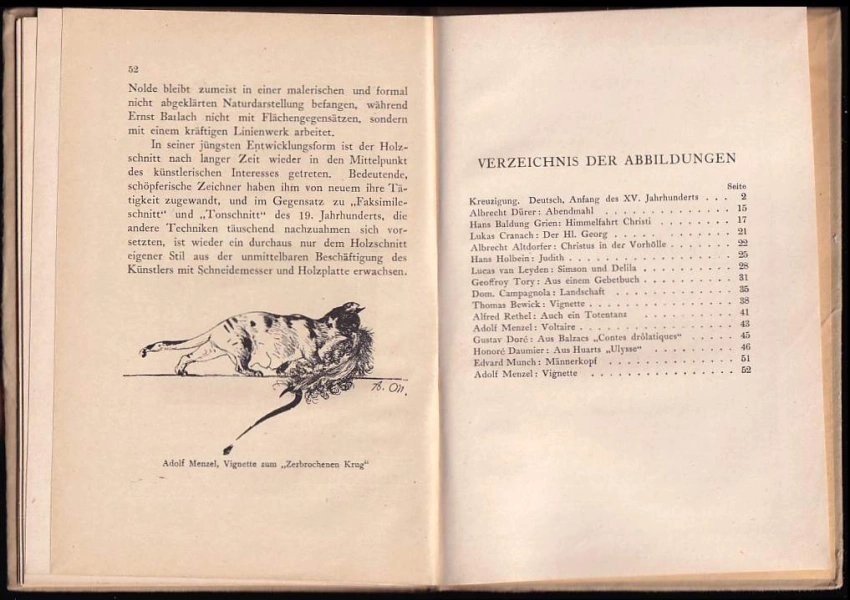 52
Nolde bleibt zumeist in einer malerischen und formal
nicht abgeklärten Naturdarstellung befangen, während
Ernst Barlach nicht mit Flächengegensätzen, sondern
mit einem kräftigen Linienwerk arbeitet.
In seiner jüngsten Entwicklungsform ist der Holz-
schnitt nach langer Zeit wieder in den Mittelpunkt
des künstlerischen Interesses getreten. Bedeutende,
schöpferische Zeichner haben ihm von neuem ihre Tä-
tigkeit zugewandt, und im Gegensatz zu „Faksimile-
schnitt“ und „Tonschnitt“ des 19. Jahrhunderts, die
andere Techniken täuschend nachzuahmen sich vor-
setzten, ist wieder ein durchaus nur dem Holzschnitt
eigener Stil aus der unmittelbaren Beschäftigung des
Künstlers mit Schneidemesser und Holzplatte erwachsen.
A. M.
Adolf Menzel, Vignette zum „Zerbrochenen Krug“
VERZEICHNIS DER ABBILDUNGEN
Seite
Kreuzigung. Deutsch, Anfang des XV. Jahrhunderts . . . 2
Albrecht Dürer: Abendmahl . . . . . . . . . . . . . . 15
Hans Baldung Grien: Himmelfahrt Christi . . . . . . . . 17
Lukas Cranach: Der Hl. Georg . . . . . . . . . . . . 21
Albrecht Altdorfer: Christus in der Vorhölle . . . . . . . 22
Hans Holbein: Judith . . . . . . . . . . . . . . . . 25
Lucas van Leyden: Simson und Delila . . . . . . . . . 28
Geoffroy Tory: Aus einem Gebetbuch . . . . . . . . . 31
Dom. Campagnola: Landschaft . . . . . . . . . . . . 35
Thomas Bewick: Vignette . . . . . . . . . . . . . . 38
Alfred Rethel: Auch ein Totentanz . . . . . . . . . . 41
Adolf Menzel: Voltaire . . . . . . . . . . . . . . . 43
Gustav Doré: Aus Balzacs „Contes drôlatiques“ . . . . . 45
Honoré Daumier: Aus Huarts „Ulysse“ . . . . . . . . 46
Edvard Munch: Männerkopf . . . . . . . . . . . . . 51
Adolf Menzel: Vignette . . . . . . . . . . . . . . 52